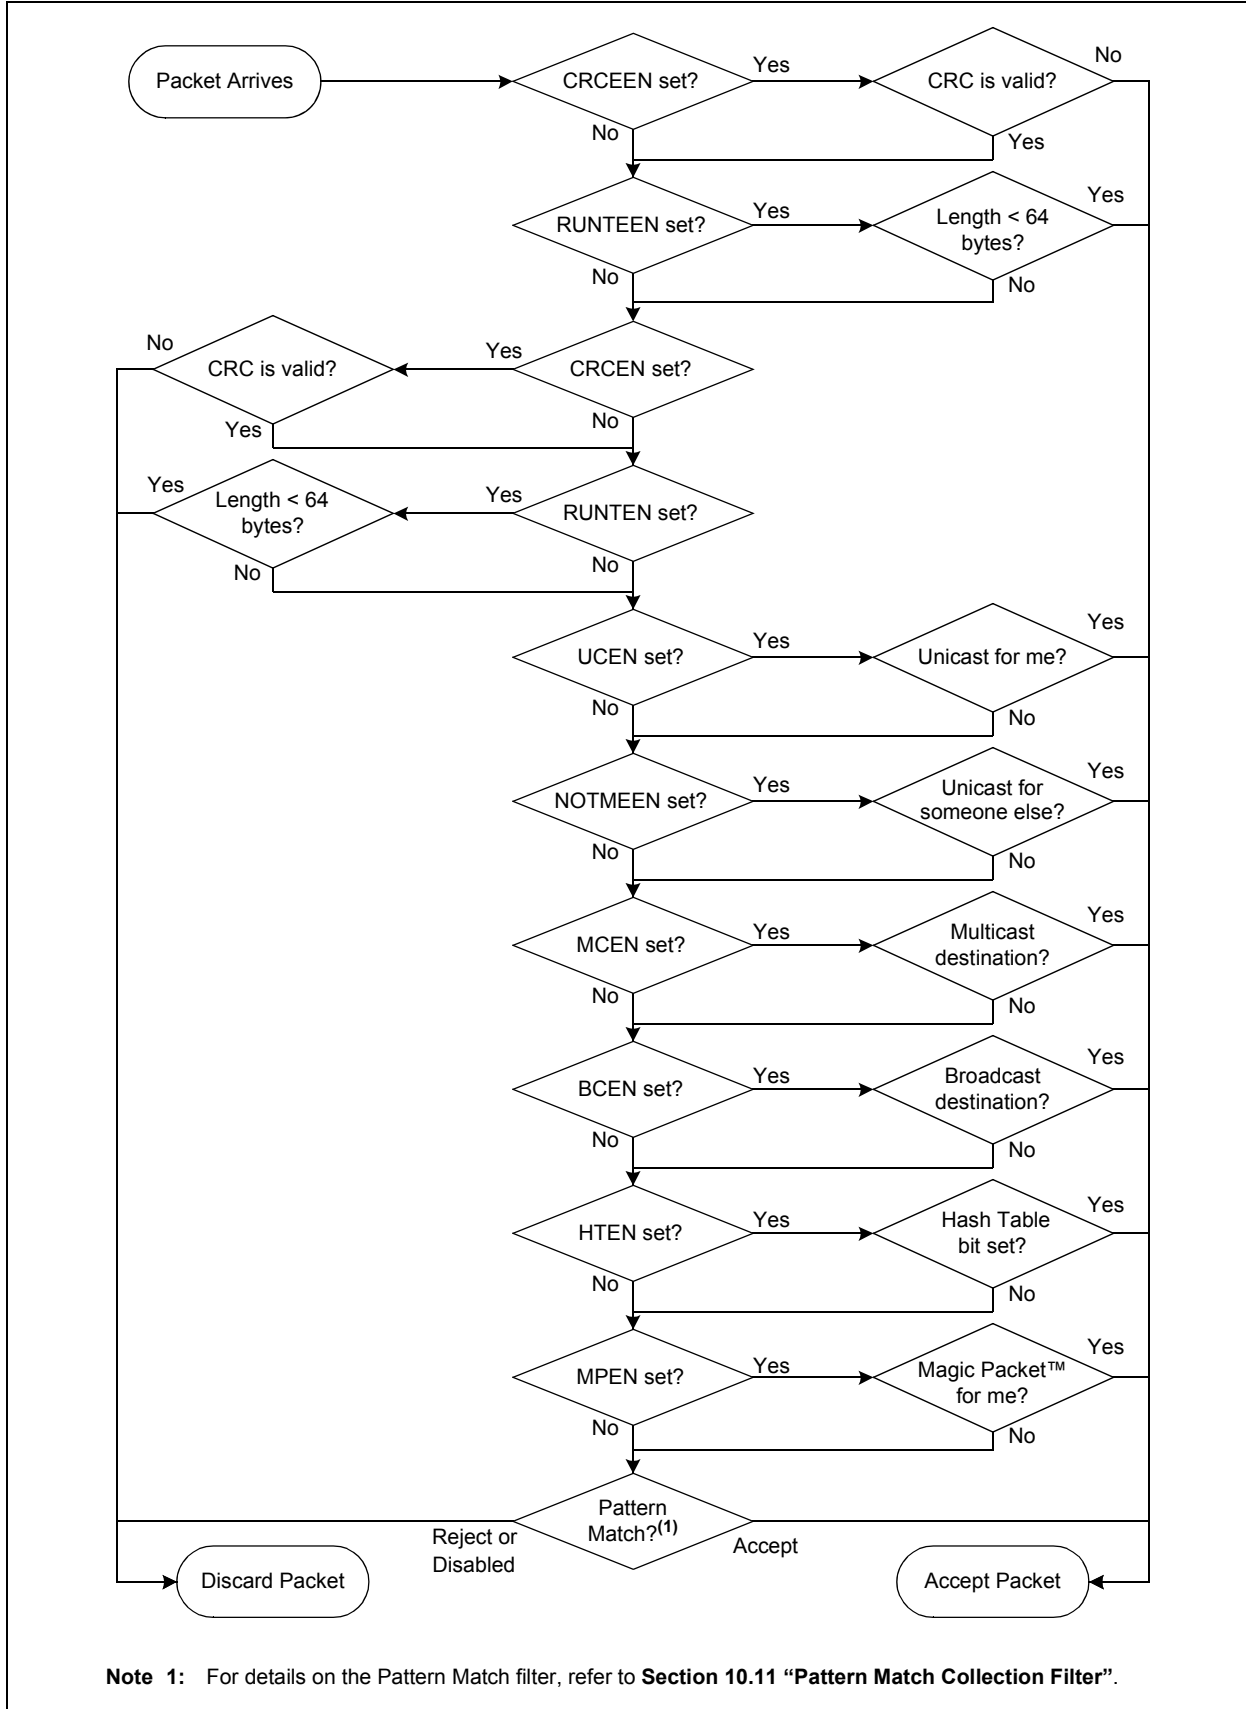 Packet Arrives
CRCEEN set?
Yes
CRC is valid?
No
No
Yes
RUNTEEN set?
Yes
Length < 64
bytes?
Yes
No
No
No
CRC is valid?
Yes
CRCEN set?
Yes
No
Yes
Length < 64
bytes?
Yes
RUNTEN set?
No
No
UCEN set?
Yes
Unicast for me?
Yes
No
No
NOTMEEN set?
Yes
Unicast for
someone else?
Yes
No
No
MCEN set?
Yes
Multicast
destination?
Yes
No
No
BCEN set?
Yes
Broadcast
destination?
Yes
No
No
HTEN set?
Yes
Hash Table
bit set?
Yes
No
No
MPEN set?
Yes
Magic Packet™
for me?
Yes
No
No
Pattern
Match?(1)
Reject or
Disabled
Accept
Discard Packet
Accept Packet
Note 1: For details on the Pattern Match filter, refer to Section 10.11 “Pattern Match Collection Filter”.